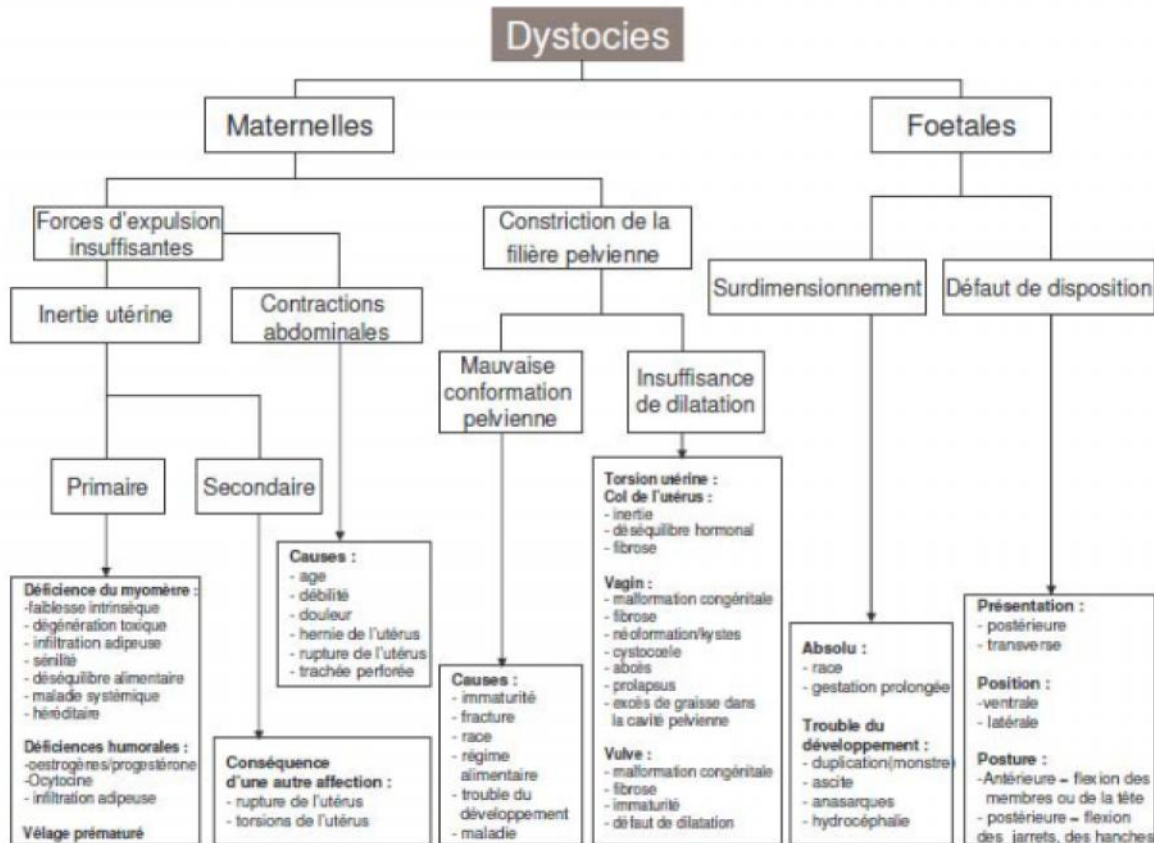 Dystocies
Maternelles
Foetales
Forces d'expulsion
insuffisantes
Constriction de la
filière pelvienne
Inertie utérine
Contractions
abdominales
Surdimensionnement
Défaut de disposition
Mauvaise
conformation
pelvienne
Insuffisance
de dilatation
Primaire
Secondaire
Déficience du myomèrre :
-faiblesse intrinsèque
- dégénération toxique
- infiltration adipeuse
- sénilité
- déséquilibre alimentaire
- malade systémique
- héréditaire
Déficiences humorales :
-oestrogères/progestérone
-Ocytocine
- infiltration adipeuse
Vêlage prématuré
Conséquence
d'une autre affection :
- rupture de l'utérus
- torsions de l'utérus
Causes :
- age
- débilité
- douleur
- hernie de l'utérus
- rupture de l'utérus
- trachée perforée
Causes :
- immaturité
- fracture
- race
- régime
alimentaire
- trouble du
développement
- maladie
Torsion utérine :
Col de l'utérus :
- inertie
- déséquilibre hormonal
- fibrose
Vagin :
- malformation congénitale
- fibrose
- néoformation/kystes
- cystocœle
- abcès
- prolapsus
- excès de graisse dans
la cavité pelvienne
Vulve :
- malformation congénitale
- fibrose
- immaturité
- défaut de dilatation
Absolu :
- race
- gestation prolongée
Trouble du
développement :
- duplication(monstre)
- ascite
- anasarques
- hydrocéphalie
Présentation :
- postérieure
- transverse
Position :
-ventrale
- latérale
Posture :
-Antérieure – flexion des
membres ou de la tête
- postérieure – flexion
des jarrets, des hanches